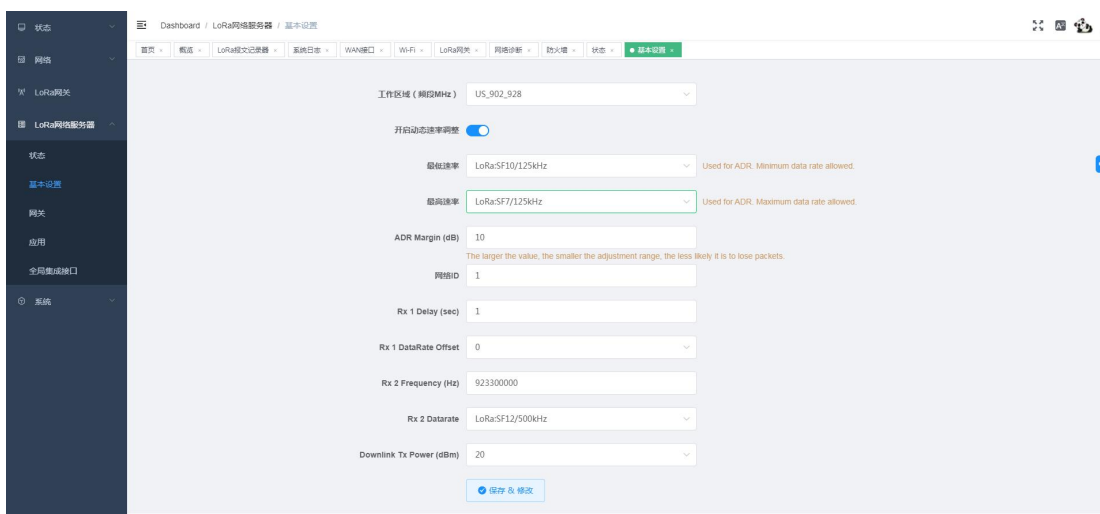 状态
网络
LoRa网关
LoRa网络服务器
状态
基本设置
网关
应用
全局集成接口
系统
Dashboard / LoRa网络服务器 / 基本设置
首页 × 概览 × LoRa报文记录器 × 系统日志 × WAN接口 × Wi-Fi × LoRa网关 × 网络诊断 × 防火墙 × 状态 × 基本设置 ×
工作区域（频段MHz） US_902_928
开启动态速率调整
最低速率 LoRa:SF10/125kHz Used for ADR. Minimum data rate allowed.
最高速率 LoRa:SF7/125kHz Used for ADR. Maximum data rate allowed.
ADR Margin (dB) 10
The larger the value, the smaller the adjustment range, the less likely it is to lose packets.
网络ID 1
Rx 1 Delay (sec) 1
Rx 1 DataRate Offset 0
Rx 2 Frequency (Hz) 923300000
Rx 2 Datarate LoRa:SF12/500kHz
Downlink Tx Power (dBm) 20
保存 & 修改